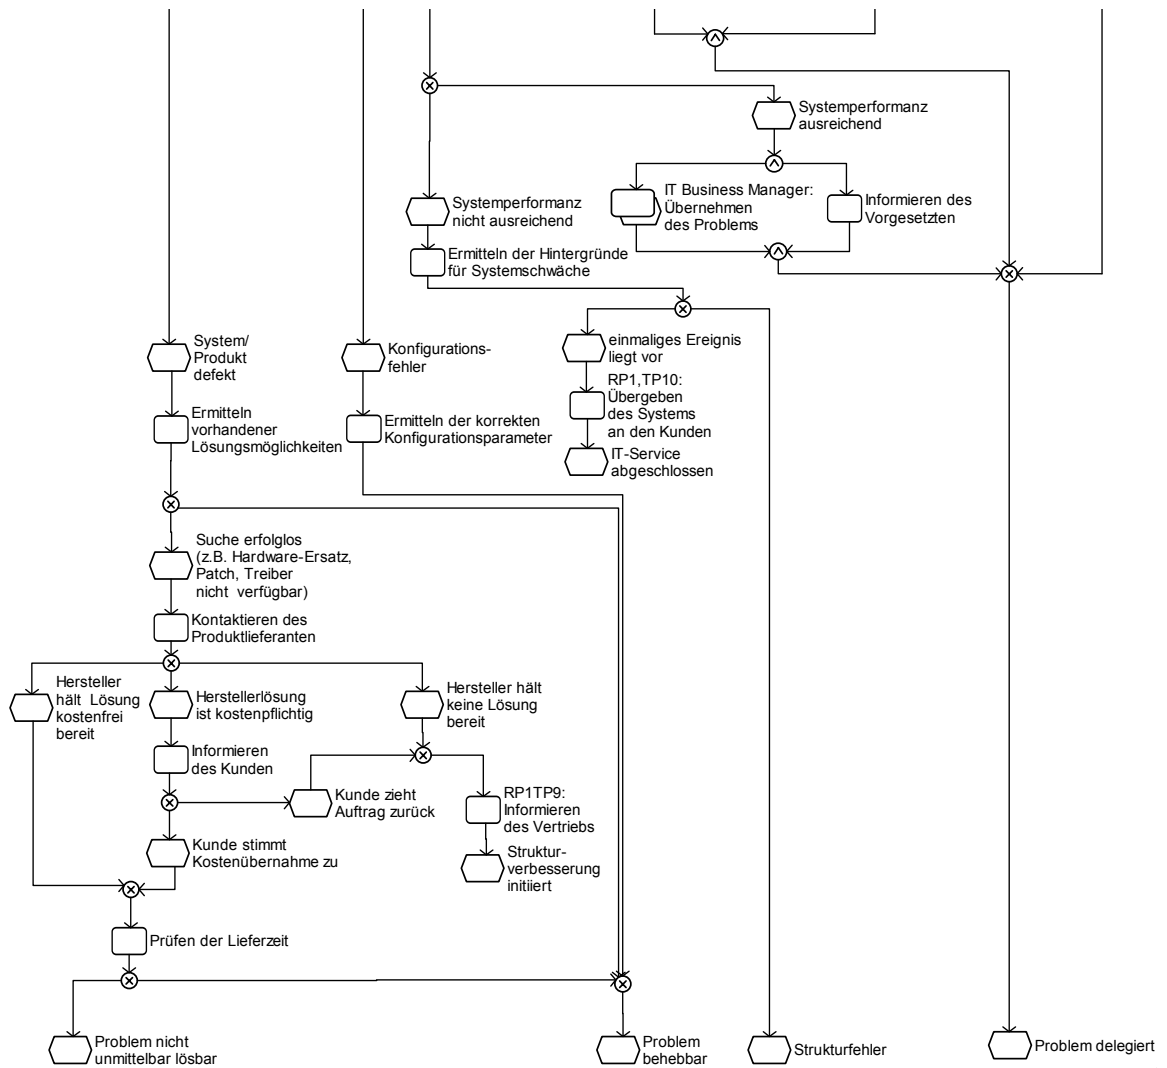 Systemperformanz
ausreichend
Systemperformanz
nicht ausreichend
IT Business Manager:
Übernehmen
des Problems
Informieren des
Vorgesetzten
Ermitteln der Hintergründe
für Systemschwäche
System/
Produkt
defekt
Konfigurations-
fehler
einmaliges Ereignis
liegt vor
RP1,TP10:
Übergeben
des Systems
an den Kunden
Ermitteln
vorhandener
Lösungsmöglichkeiten
Ermitteln der korrekten
Konfigurationsparameter
IT-Service
abgeschlossen
Suche erfolglos
(z.B. Hardware-Ersatz,
Patch, Treiber
nicht verfügbar)
Kontaktieren des
Produktlieferanten
Hersteller
hält Lösung
kostenfrei
bereit
Herstellerlösung
ist kostenpflichtig
Hersteller hält
keine Lösung
bereit
Informieren
des Kunden
Kunde zieht
Auftrag zurück
RP1TP9:
Informieren
des Vertriebs
Kunde stimmt
Kostenübernahme zu
Struktur-
verbesserung
initiiert
Prüfen der Lieferzeit
Problem nicht
unmittelbar lösbar
Problem
behebbar
Strukturfehler
Problem delegiert